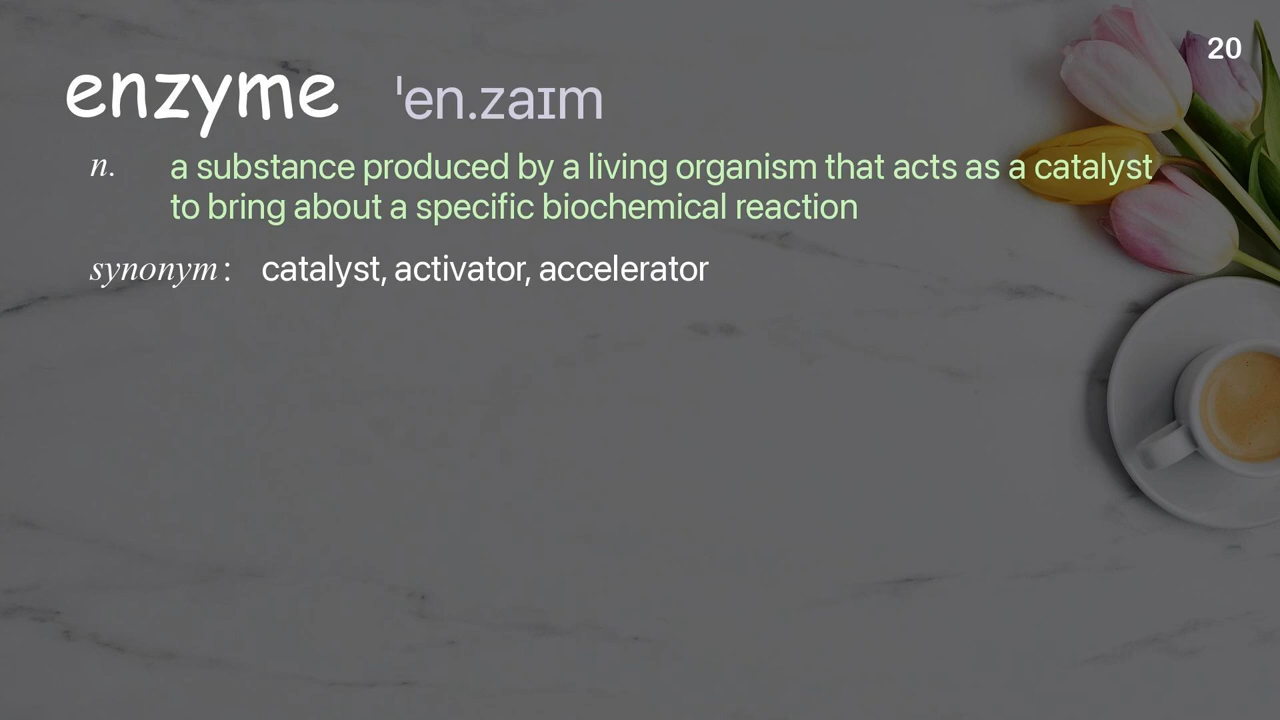 20
enzyme ˈen.zaɪm
n. a substance produced by a living organism that acts as a catalyst
to bring about a specific biochemical reaction
synonym: catalyst, activator, accelerator